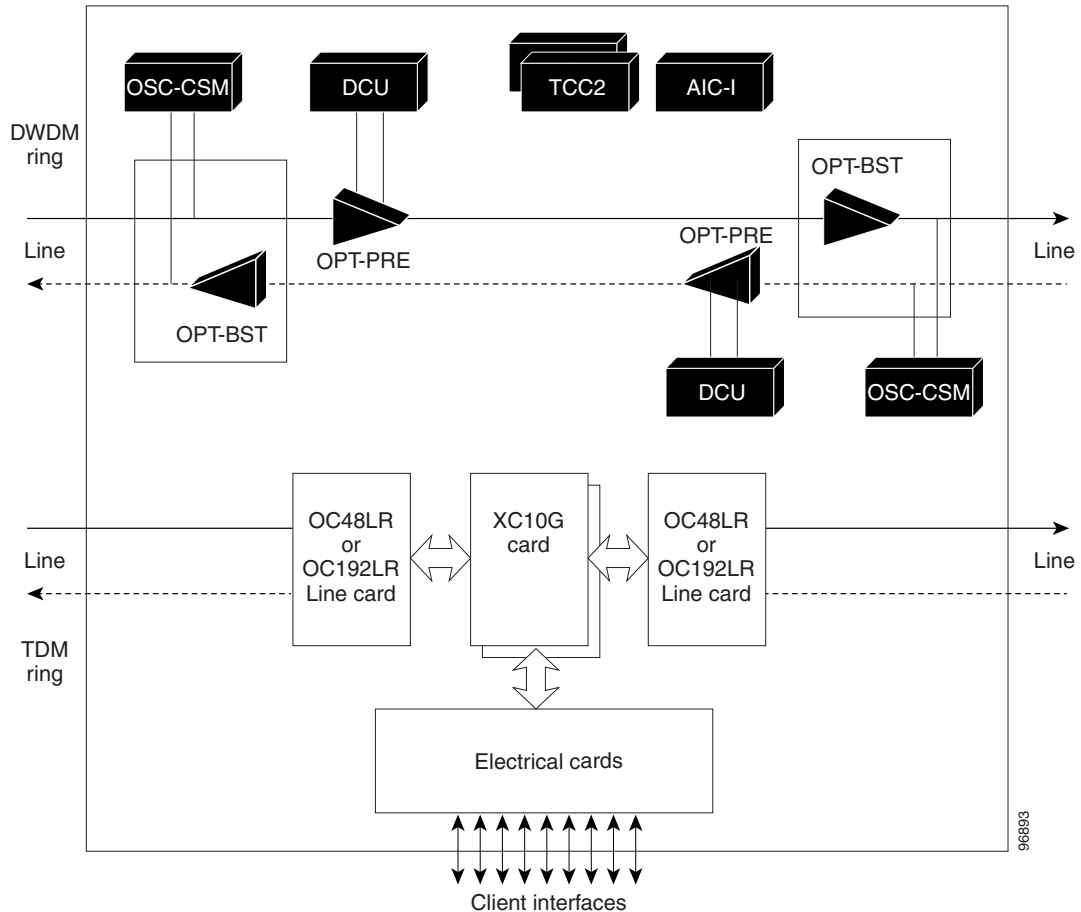 OSC-CSM
DCU
TCC2
AIC-I
DWDM
ring
OPT-BST
Line
OPT-PRE
OPT-PRE
Line
OPT-BST
DCU
OSC-CSM
OC48LR
or
OC192LR
Line card
XC10G
card
OC48LR
or
OC192LR
Line card
Line
Line
TDM
ring
Electrical cards
96893
Client interfaces